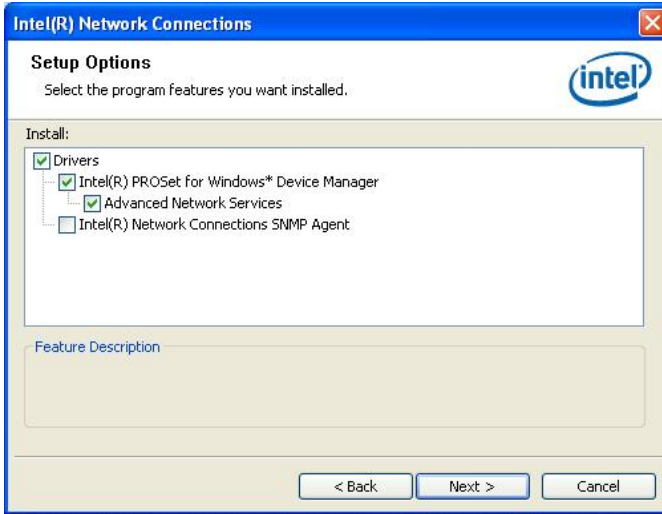 Intel(R) Network Connections
Setup Options
Select the program features you want installed.
intel
Install:
Drivers
Intel(R) PROSet for Windows* Device Manager
Advanced Network Services
Intel(R) Network Connections SNMP Agent
Feature Description
< Back
Next >
Cancel